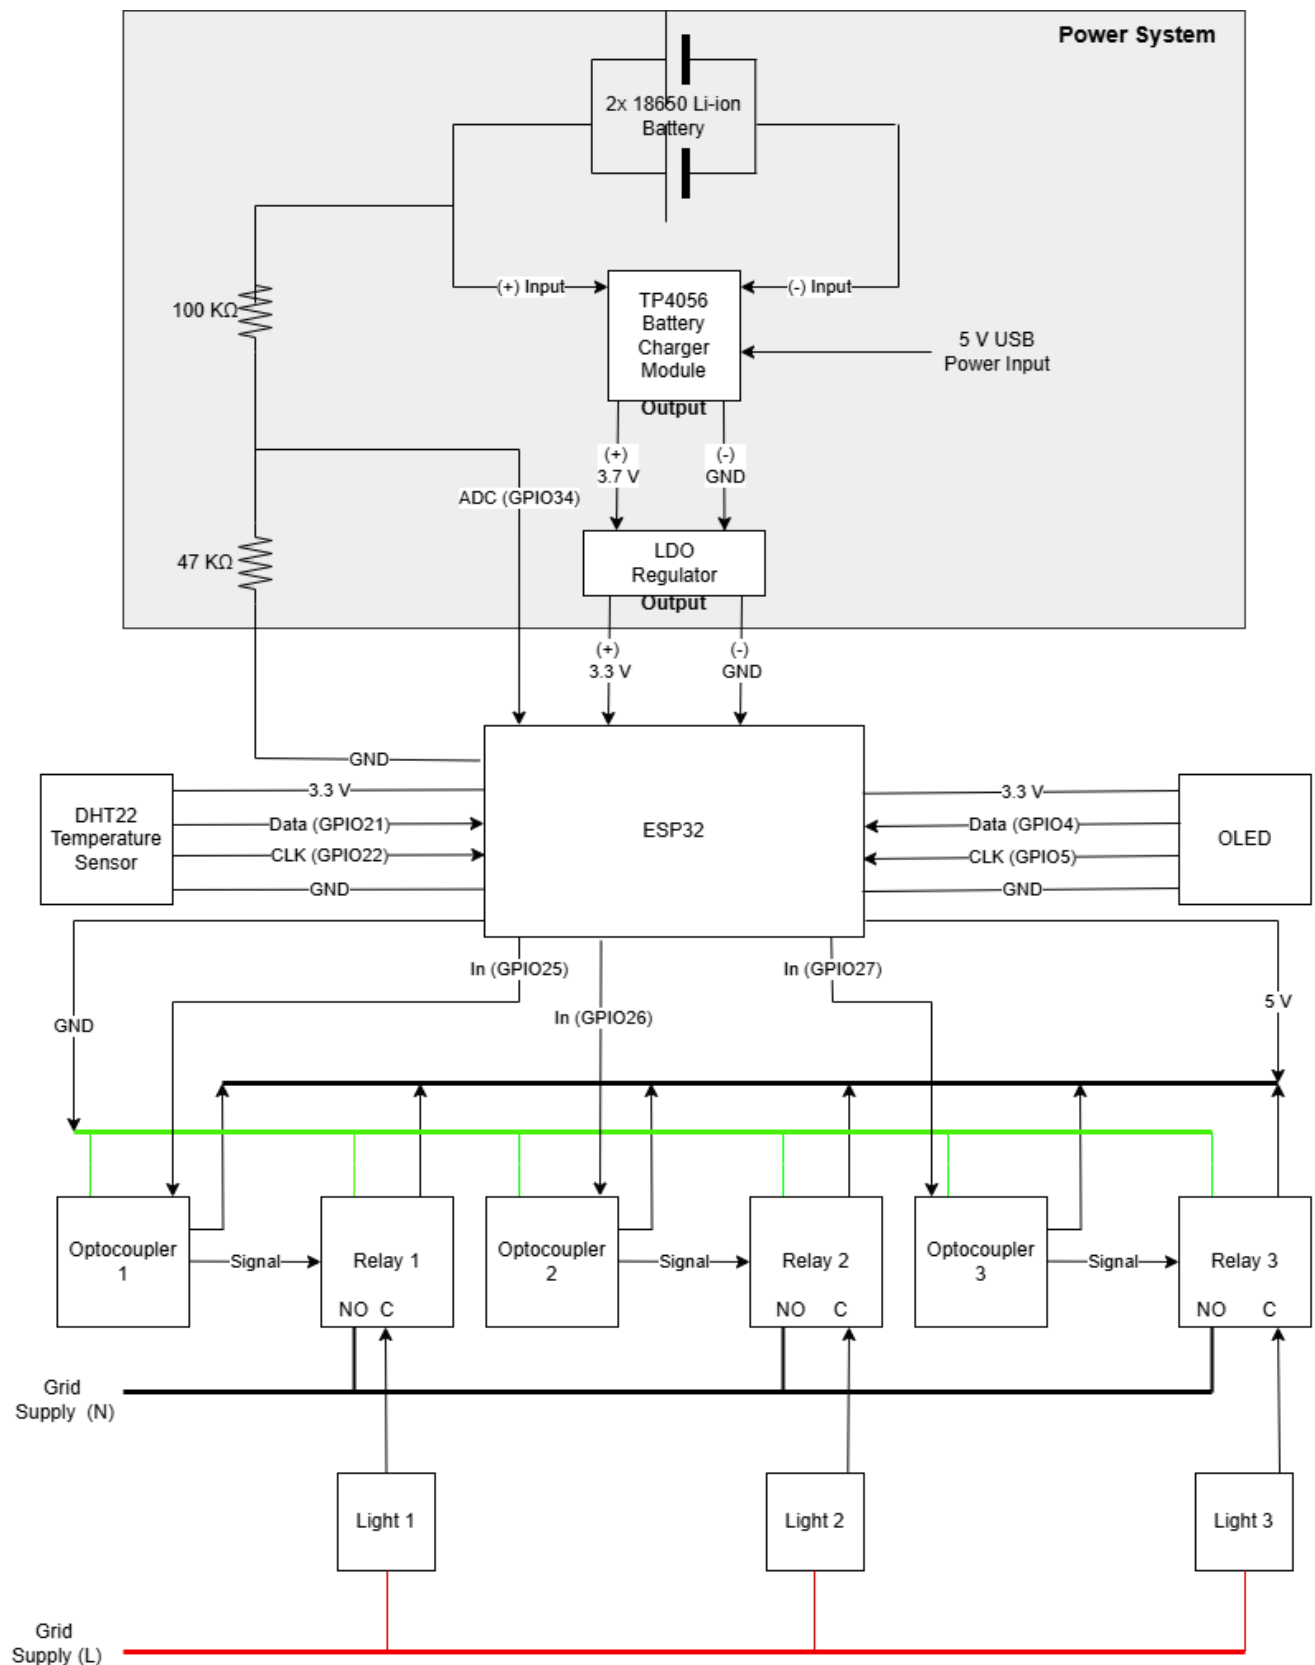 Power System
2x 18650 Li-ion
Battery
(+) Input
(-) Input
TP4056
Battery
Charger
Module
Output
5 V USB
Power Input
100 KΩ
(+)
3.7 V
(-)
GND
ADC (GPIO34)
47 KΩ
LDO
Regulator
Output
(+)
3.3 V
(-)
GND
GND
DHT22
Temperature
Sensor
3.3 V
Data (GPIO21)
CLK (GPIO22)
GND
ESP32
3.3 V
Data (GPIO4)
CLK (GPIO5)
GND
OLED
In (GPIO25)
In (GPIO26)
In (GPIO27)
GND
5 V
Optocoupler
1
Signal
Relay 1
NO C
Optocoupler
2
Signal
Relay 2
NO C
Optocoupler
3
Signal
Relay 3
NO C
Grid
Supply (N)
Light 1
Light 2
Light 3
Grid
Supply (L)